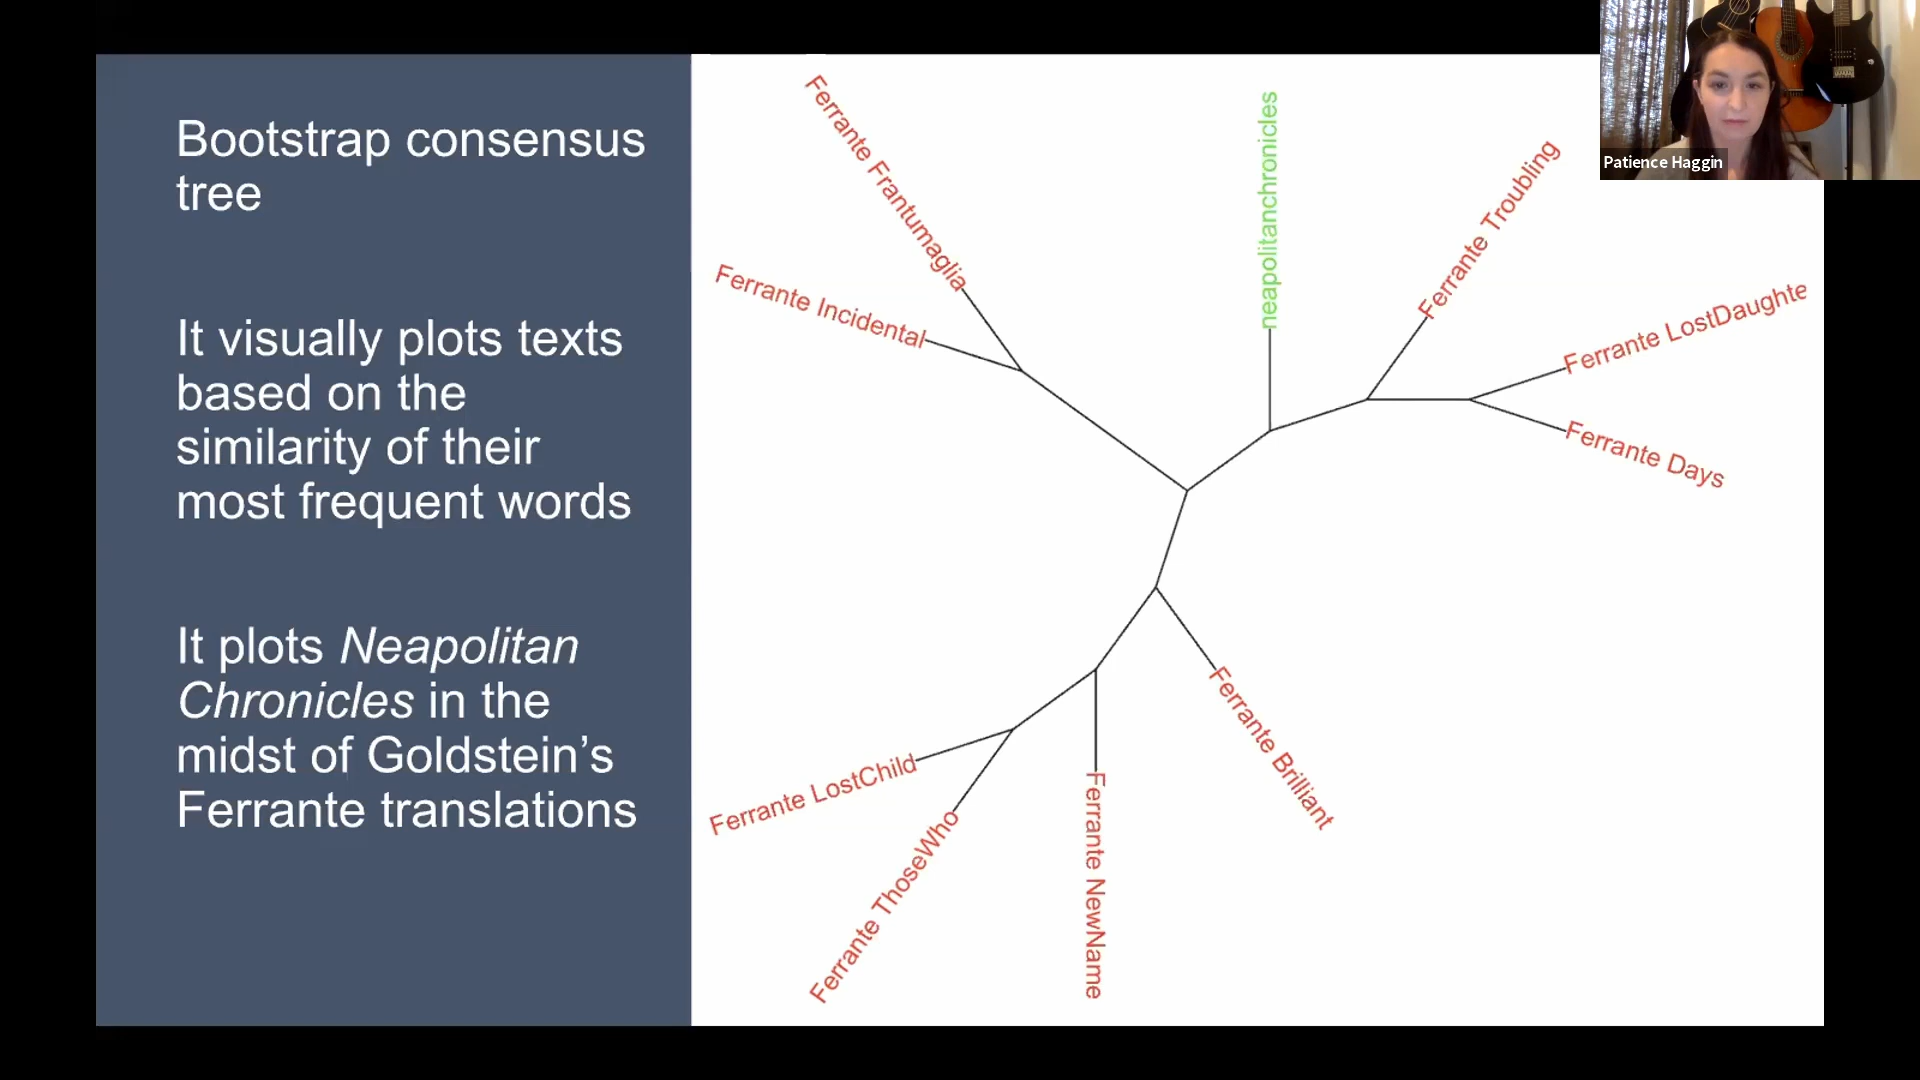 Bootstrap consensus
tree
It visually plots texts
based on the
similarity of their
most frequent words
It plots Neapolitan
Chronicles in the
midst of Goldstein’s
Ferrante translations
Ferrante Frantumaglia
Ferrante Incidental
neapolitanchronicles
Ferrante Troubling
Ferrante LostDaughte
Ferrante Days
Ferrante Brilliant
Ferrante NewName
Ferrante LostChild
Ferrante ThoseWho
Patience Haggin